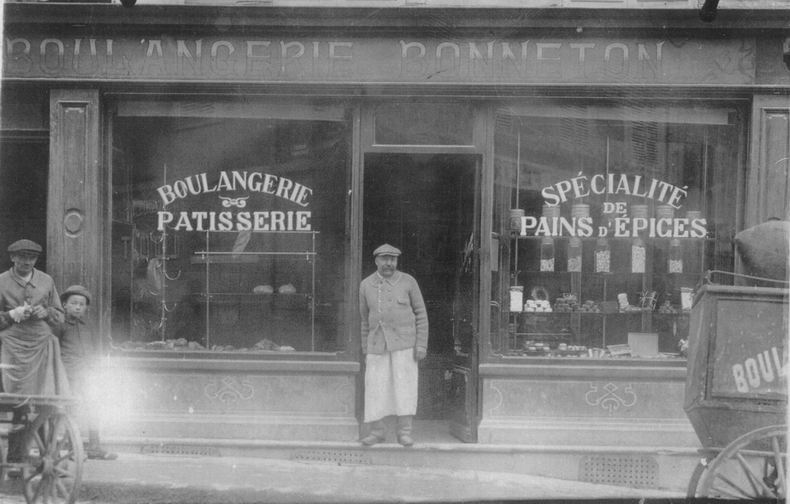 BOULANGERIE BONNETON
BOULANGERIE
PATISSERIE
SPÉCIALITÉ
DE
PAINS D'ÉPICES
BOUL